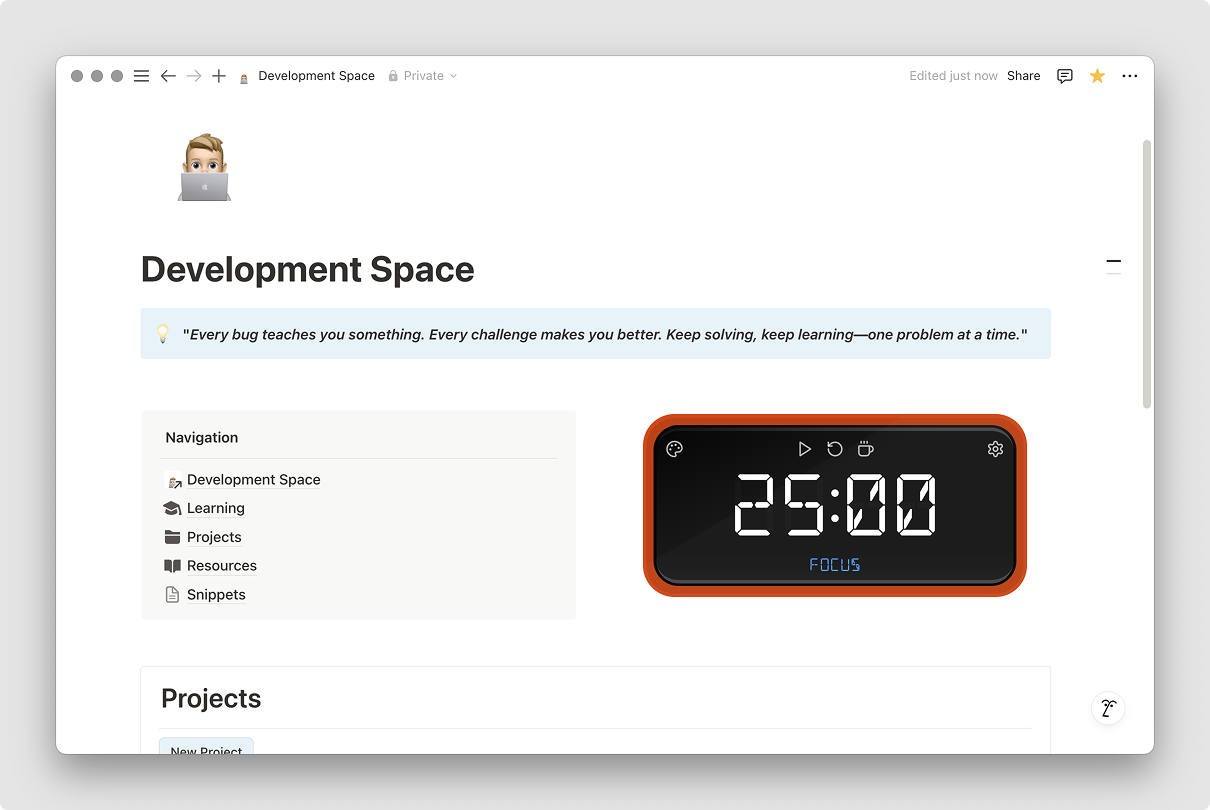 Development Space
Private
Edited just now
Share
Development Space
"Every bug teaches you something. Every challenge makes you better. Keep solving, keep learning—one problem at a time."
Navigation
Development Space
Learning
Projects
Resources
Snippets
25:00
FOCUS
Projects
New Project